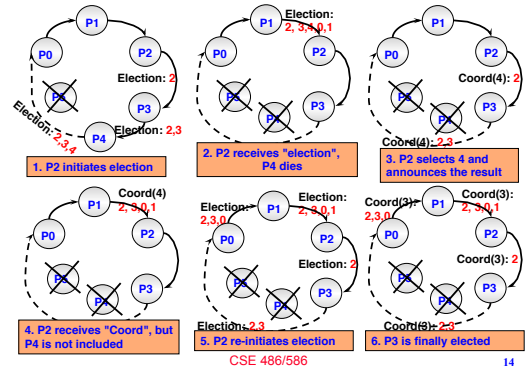 P1
P0
P2
Election: 2
P5
P3
Election: 2,3
P4
Election: 2,3,4
1. P2 initiates election
Election:
2, 3,4,0,1
P1
P0
P2
P5
P4
P3
2. P2 receives "election",
P4 dies
P1
P0
P2
Coord(4): 2
P5
P4
P3
Coord(4): 2,3
3. P2 selects 4 and
announces the result
Coord(4)
2, 3,0,1
P1
P0
P2
P5
P4
P3
4. P2 receives "Coord", but
P4 is not included
Election:
2,3,0
P1
Election:
2, 3,0,1
P0
P2
Election: 2
P5
P4
P3
Election: 2,3
5. P2 re-initiates election
Coord(3):
2,3,0
P1
Coord(3):
2, 3,0,1
P0
P2
Coord(3): 2
P5
P4
P3
Coord(3): 2,3
6. P3 is finally elected
CSE 486/586
14